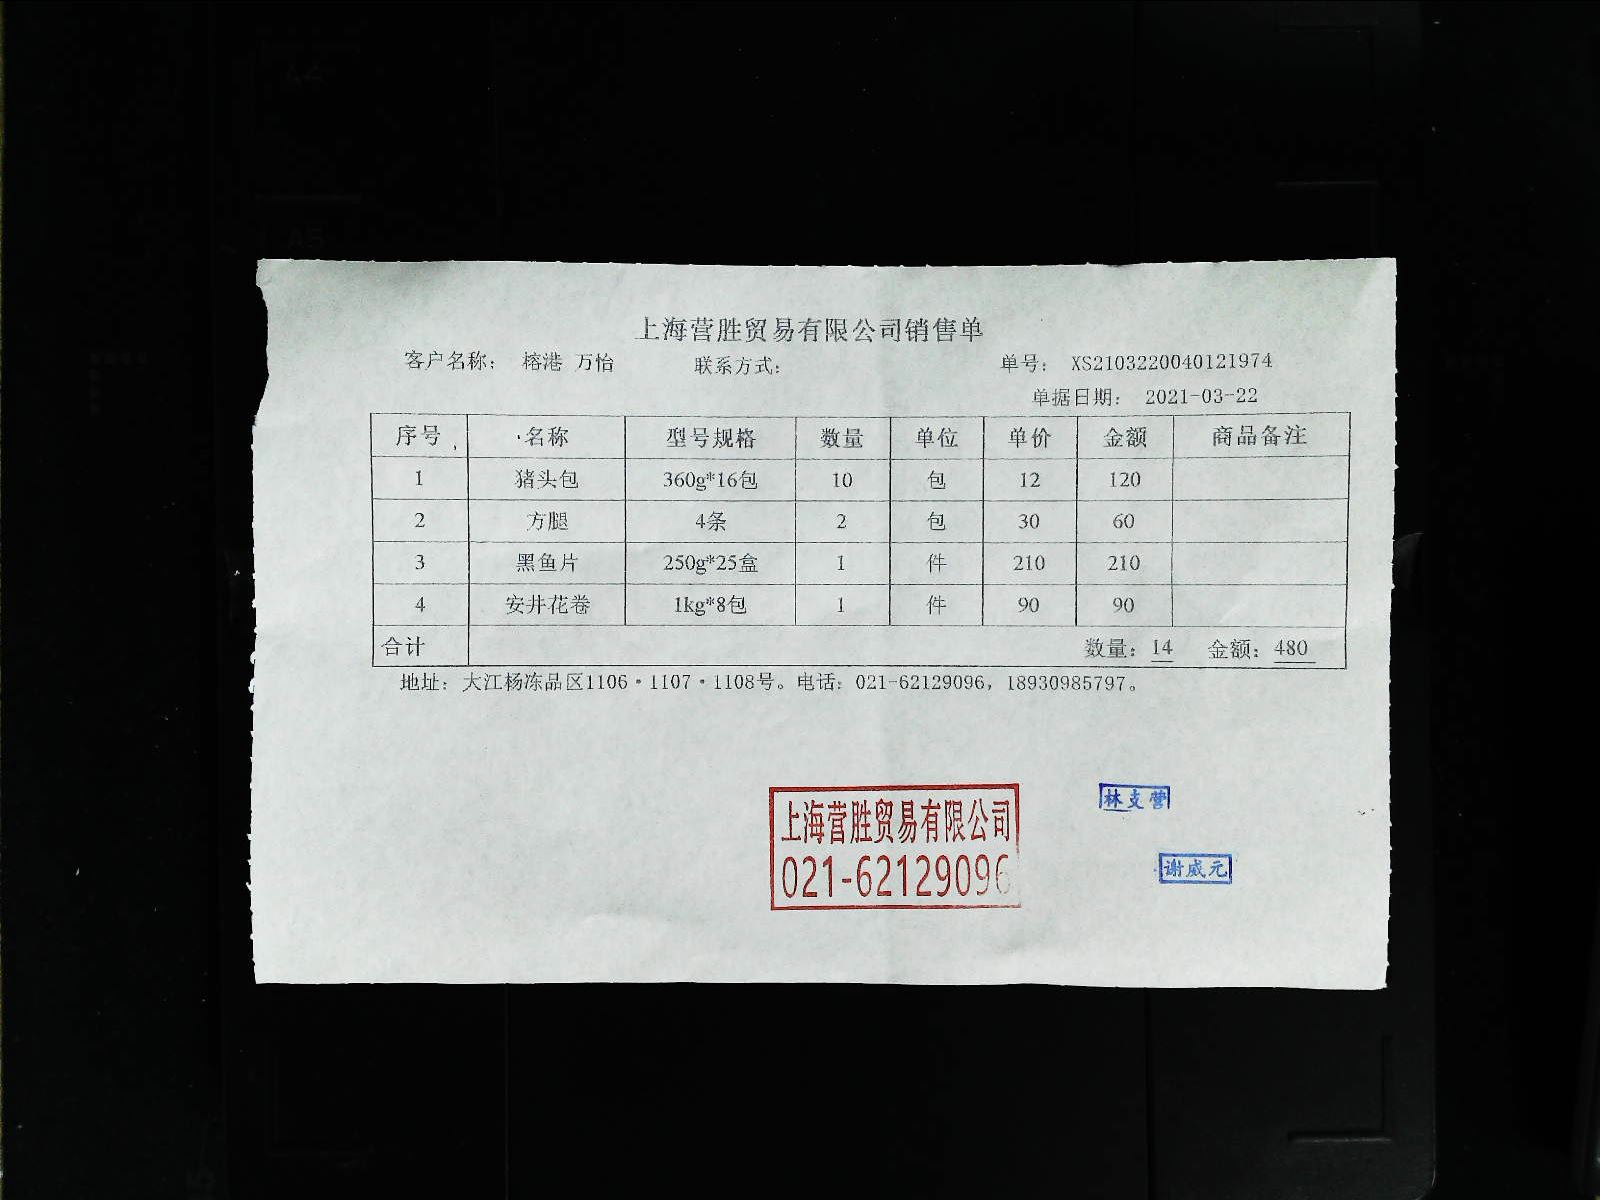 上海营胜贸易有限公司销售单
客户名称： 榕港 万怡 联系方式： 单号： XS2103220040121974
单据日期： 2021-03-22
序号 名称 型号规格 数量 单位 单价 金额 商品备注
1 猪头包 360g*16包 10 包 12 120
2 方腿 4条 2 包 30 60
3 黑鱼片 250g*25盒 1 件 210 210
4 安井花卷 1kg*8包 1 件 90 90
合计 数量：14 金额：480
地址：大江杨冻品区1106·1107·1108号。电话：021-62129096，18930985797。
上海营胜贸易有限公司
021-62129096
林支营
谢威元